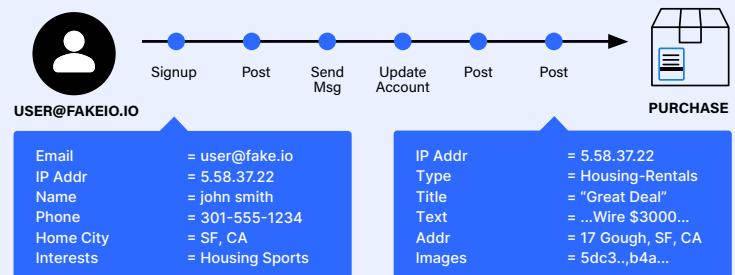 Signup
Post
Send
Msg
Update
Account
Post
Post
USER@FAKEIO.IO
PURCHASE
Email = user@fake.io
IP Addr = 5.58.37.22
Name = john smith
Phone = 301-555-1234
Home City = SF, CA
Interests = Housing Sports
IP Addr = 5.58.37.22
Type = Housing-Rentals
Title = “Great Deal”
Text = ...Wire $3000...
Addr = 17 Gough, SF, CA
Images = 5dc3..,b4a...